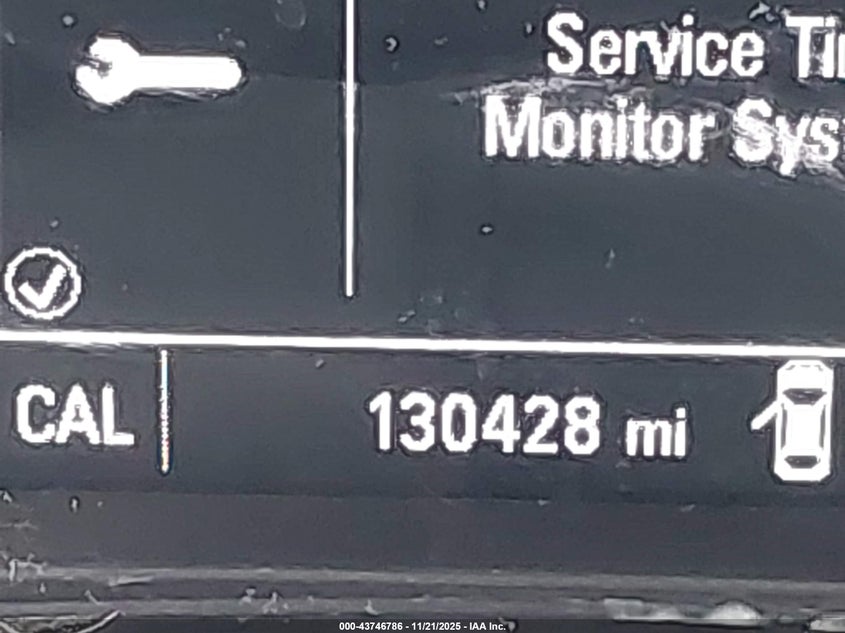 Service Ti
Monitor Sys
CAL
130428 mi
000-43746786 - 11/21/2025 - IAA Inc.